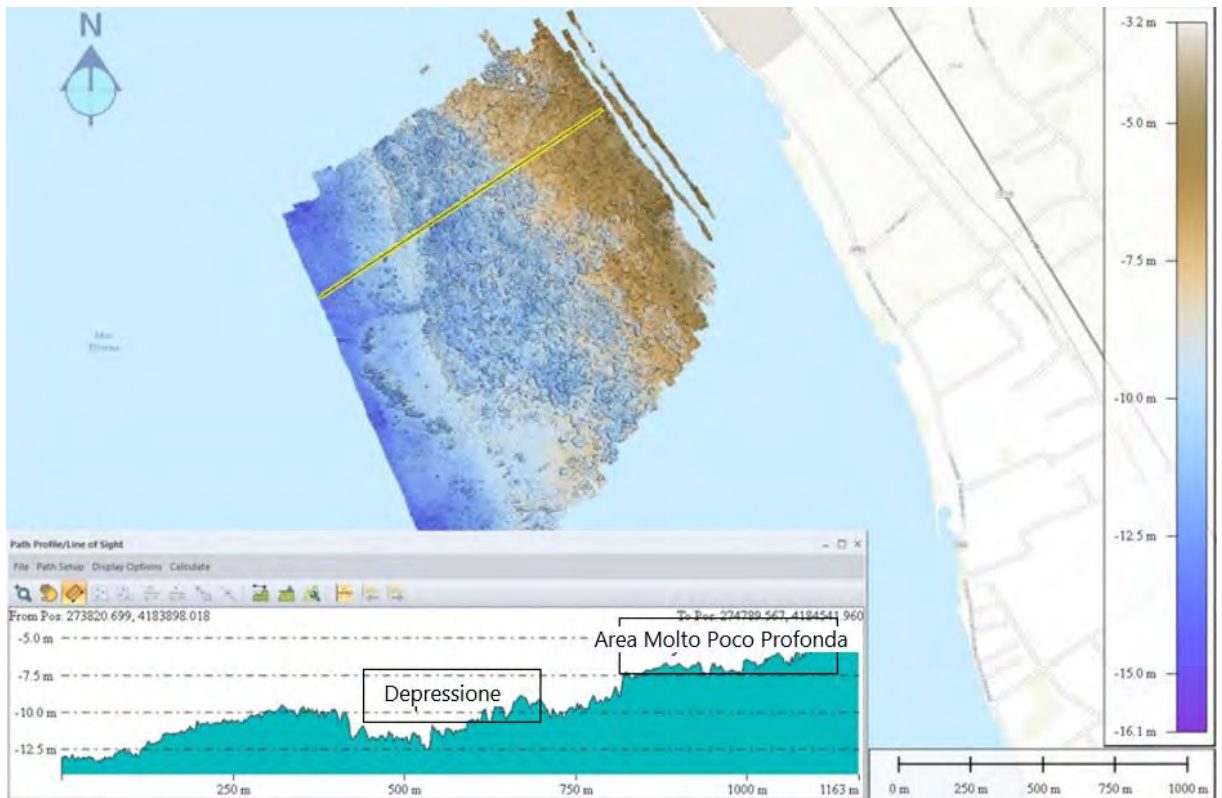 N
-3.2 m
-5.0 m
-7.5 m
-10.0 m
-12.5 m
-15.0 m
-16.1 m
Path Profile/Line of Sight
File Path Setup Display Options Calculate
From Pos: 273820.699, 4183898.018
To Pos: 274789.567, 4184541.960
-5.0 m
-7.5 m
-10.0 m
-12.5 m
Area Molto Poco Profonda
Depressione
250 m
500 m
750 m
1000 m
1163 m
0 m
250 m
500 m
750 m
1000 m